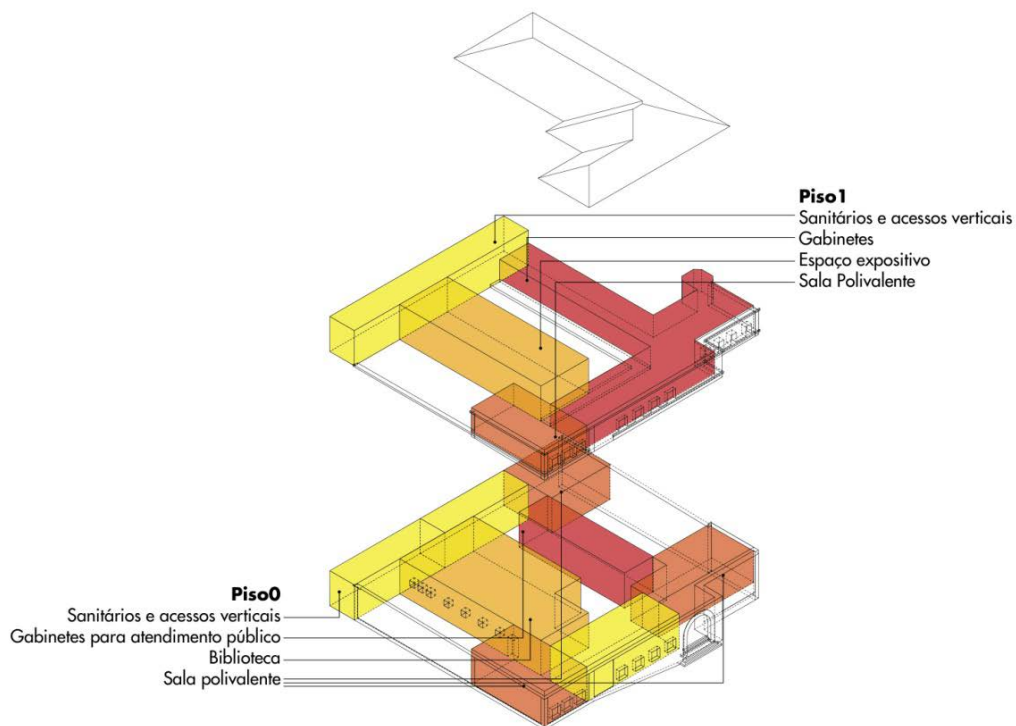 Piso1
Sanitários e acessos verticais
Gabinetes
Espaço expositivo
Sala Polivalente
Piso0
Sanitários e acessos verticais
Gabinetes para atendimento público
Biblioteca
Sala polivalente